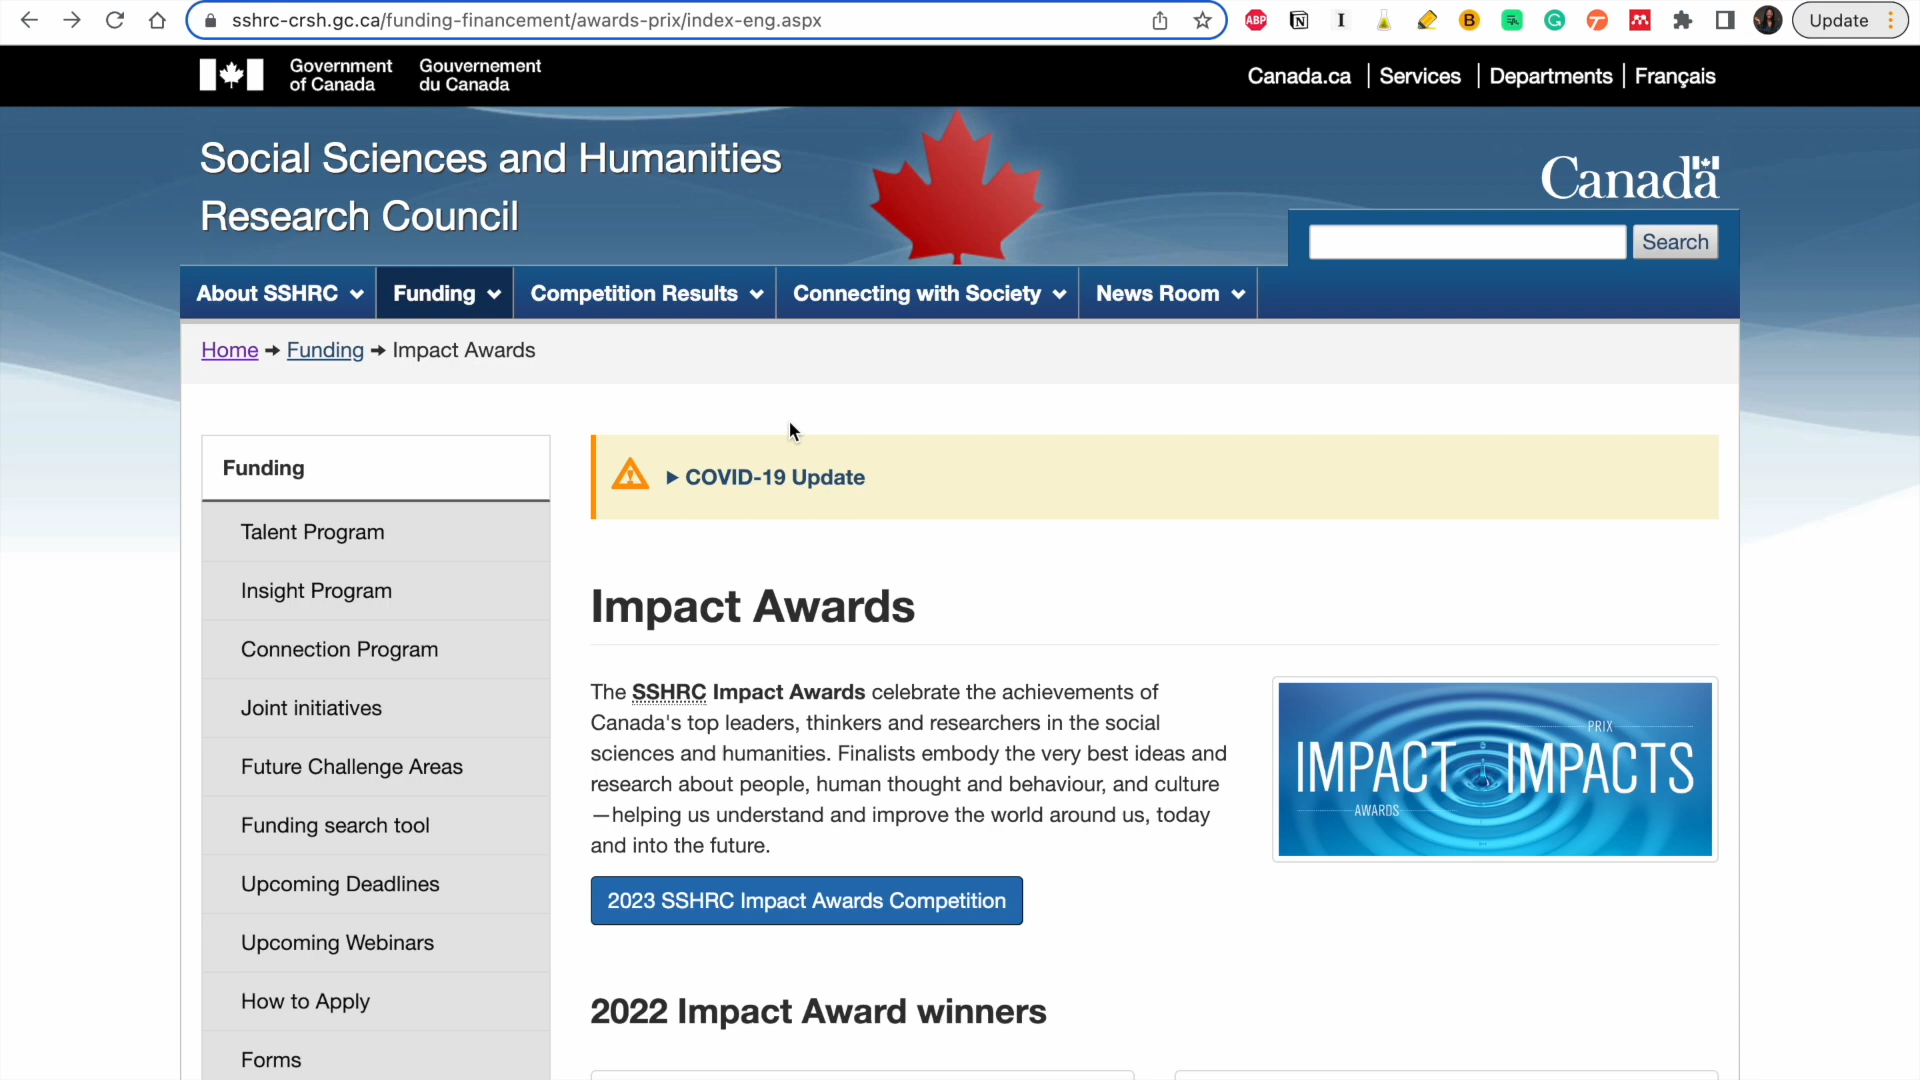 sshrc-crsh.gc.ca/funding-financement/awards-prix/index-eng.aspx
ABP
Update
Government of Canada
Gouvernement du Canada
Canada.ca
Services
Departments
Français
Social Sciences and Humanities
Research Council
Canada
Search
About SSHRC
Funding
Competition Results
Connecting with Society
News Room
Home → Funding → Impact Awards
Funding
Talent Program
Insight Program
Connection Program
Joint initiatives
Future Challenge Areas
Funding search tool
Upcoming Deadlines
Upcoming Webinars
How to Apply
Forms
COVID-19 Update
Impact Awards
The SSHRC Impact Awards celebrate the achievements of
Canada's top leaders, thinkers and researchers in the social
sciences and humanities. Finalists embody the very best ideas and
research about people, human thought and behaviour, and culture
—helping us understand and improve the world around us, today
and into the future.
PRIX
IMPACT IMPACTS
AWARDS
2023 SSHRC Impact Awards Competition
2022 Impact Award winners